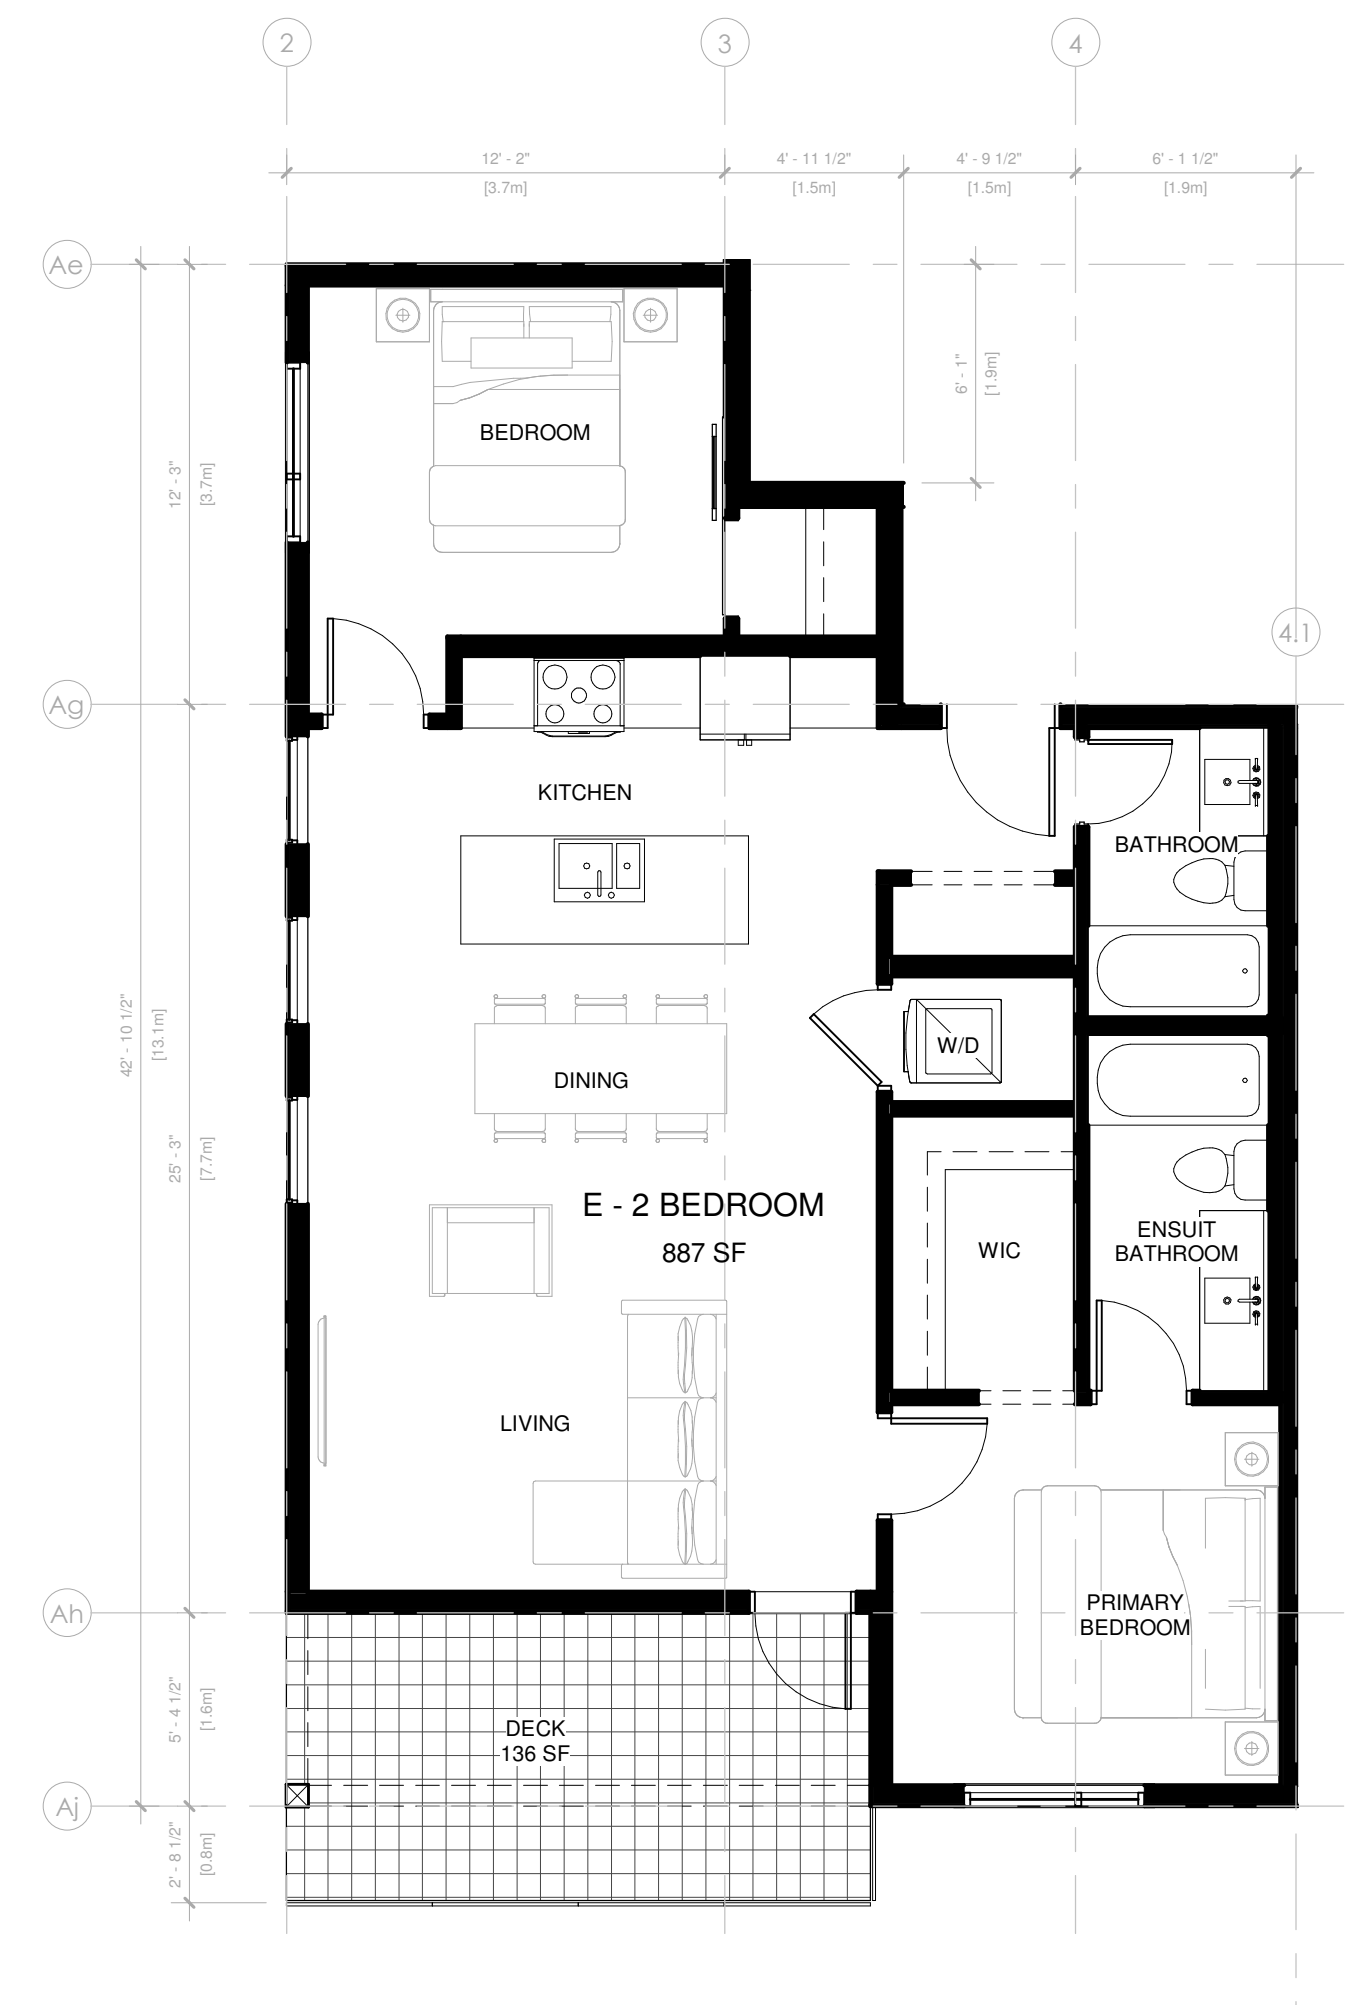 2
3
4
12' - 2"
4' - 11 1/2"
4' - 9 1/2"
6' - 1 1/2"
[3.7m]
[1.5m]
[1.5m]
[1.9m]
Ae
6' - 1"
[1.9m]
BEDROOM
12' - 3"
[3.7m]
4.1
Ag
KITCHEN
BATHROOM
42' - 10 1/2"
[13.1m]
W/D
DINING
25' - 3"
[7.7m]
E - 2 BEDROOM
887 SF
WIC
ENSUIT
BATHROOM
LIVING
PRIMARY
BEDROOM
Ah
5' - 4 1/2"
[1.6m]
DECK
136 SF
Aj
2' - 8 1/2"
[0.8m]